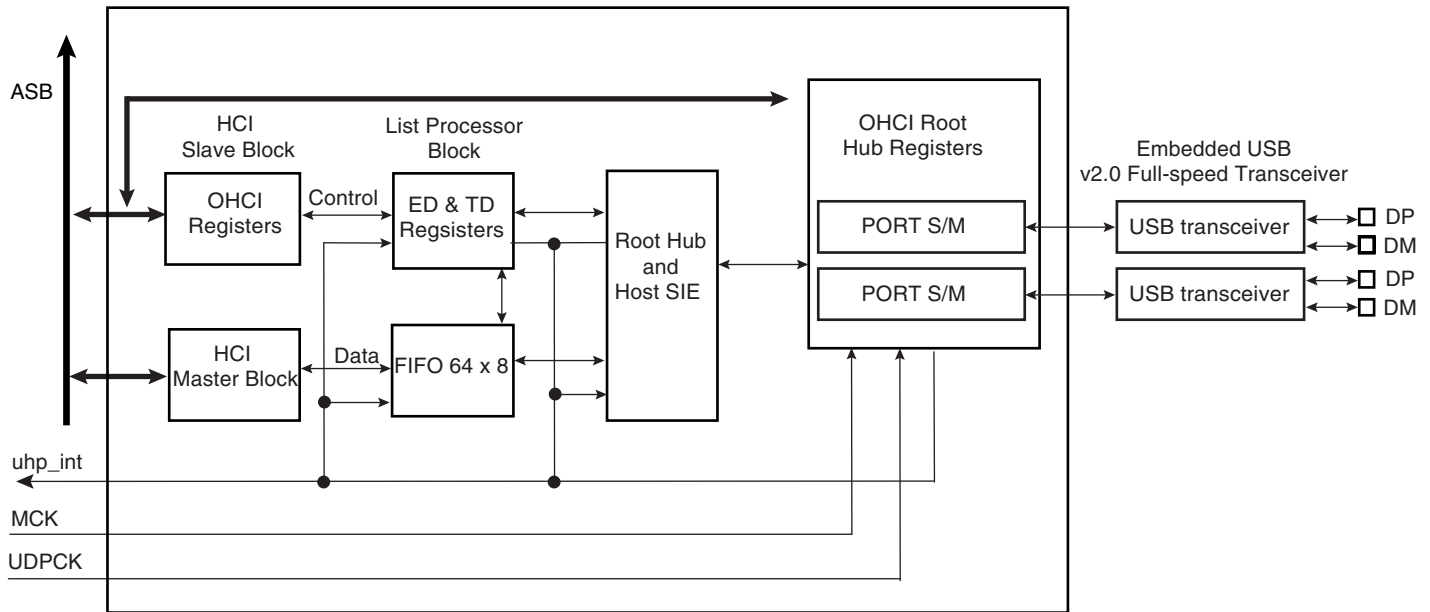 ASB
HCI
Slave Block
List Processor
Block
OHCI
Registers
Control
ED & TD
Regsisters
Root Hub
and
Host SIE
OHCI Root
Hub Registers
PORT S/M
PORT S/M
Embedded USB
v2.0 Full-speed Transceiver
USB transceiver
USB transceiver
DP
DM
DP
DM
HCI
Master Block
Data
FIFO 64 x 8
uhp_int
MCK
UDPCK